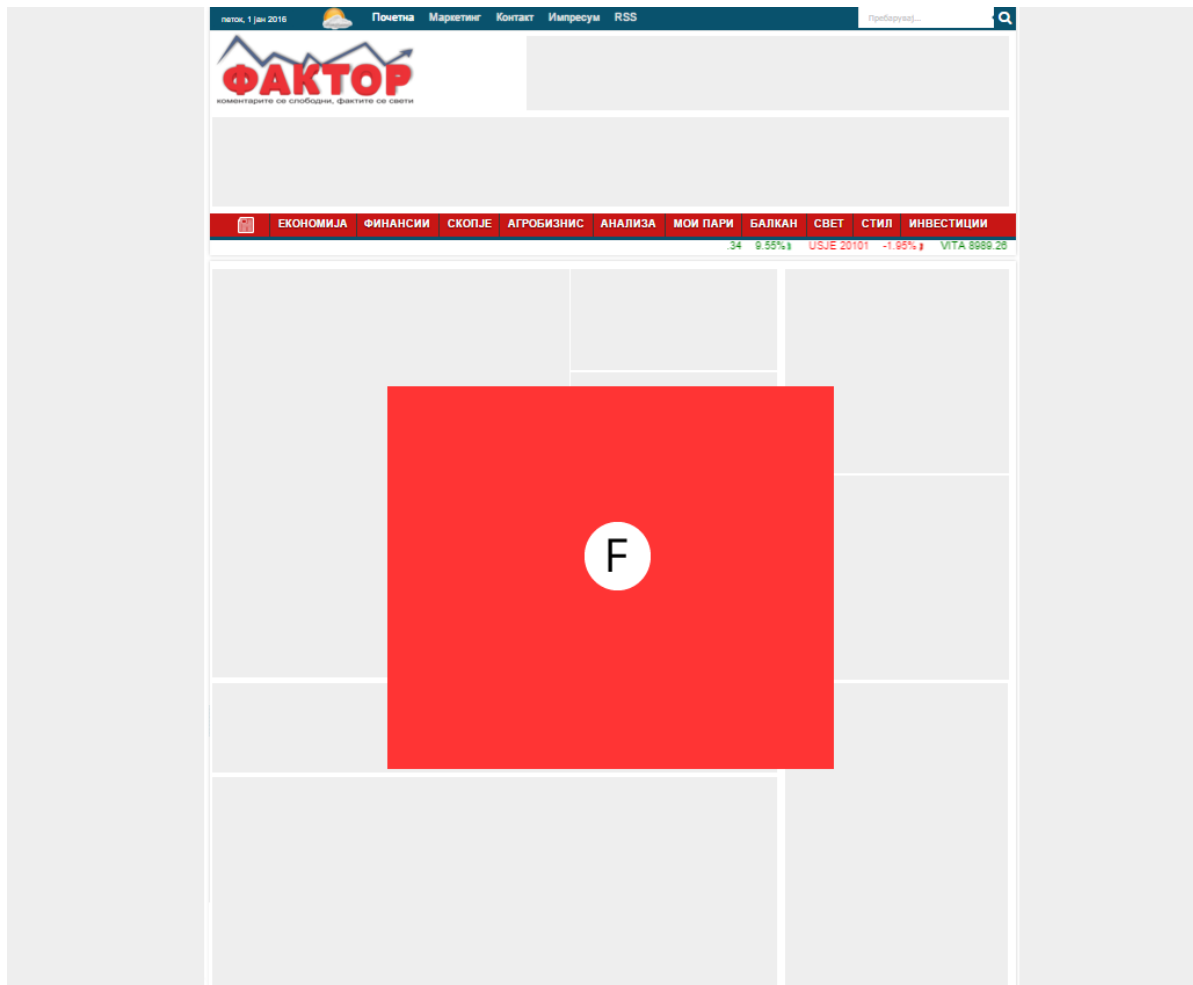 петок, 1 јан 2016
Почетна Маркетинг Контакт Импресум RSS
Пребарувај...
ФАКТОР
коментарите се слободни, фактите се свети
ЕКОНОМИЈА ФИНАНСИИ СКОПЈЕ АГРОБИЗНИС АНАЛИЗА МОИ ПАРИ БАЛКАН СВЕТ СТИЛ ИНВЕСТИЦИИ
.34 9.55% USJE 20101 -1.95% VITA 8989.26
F